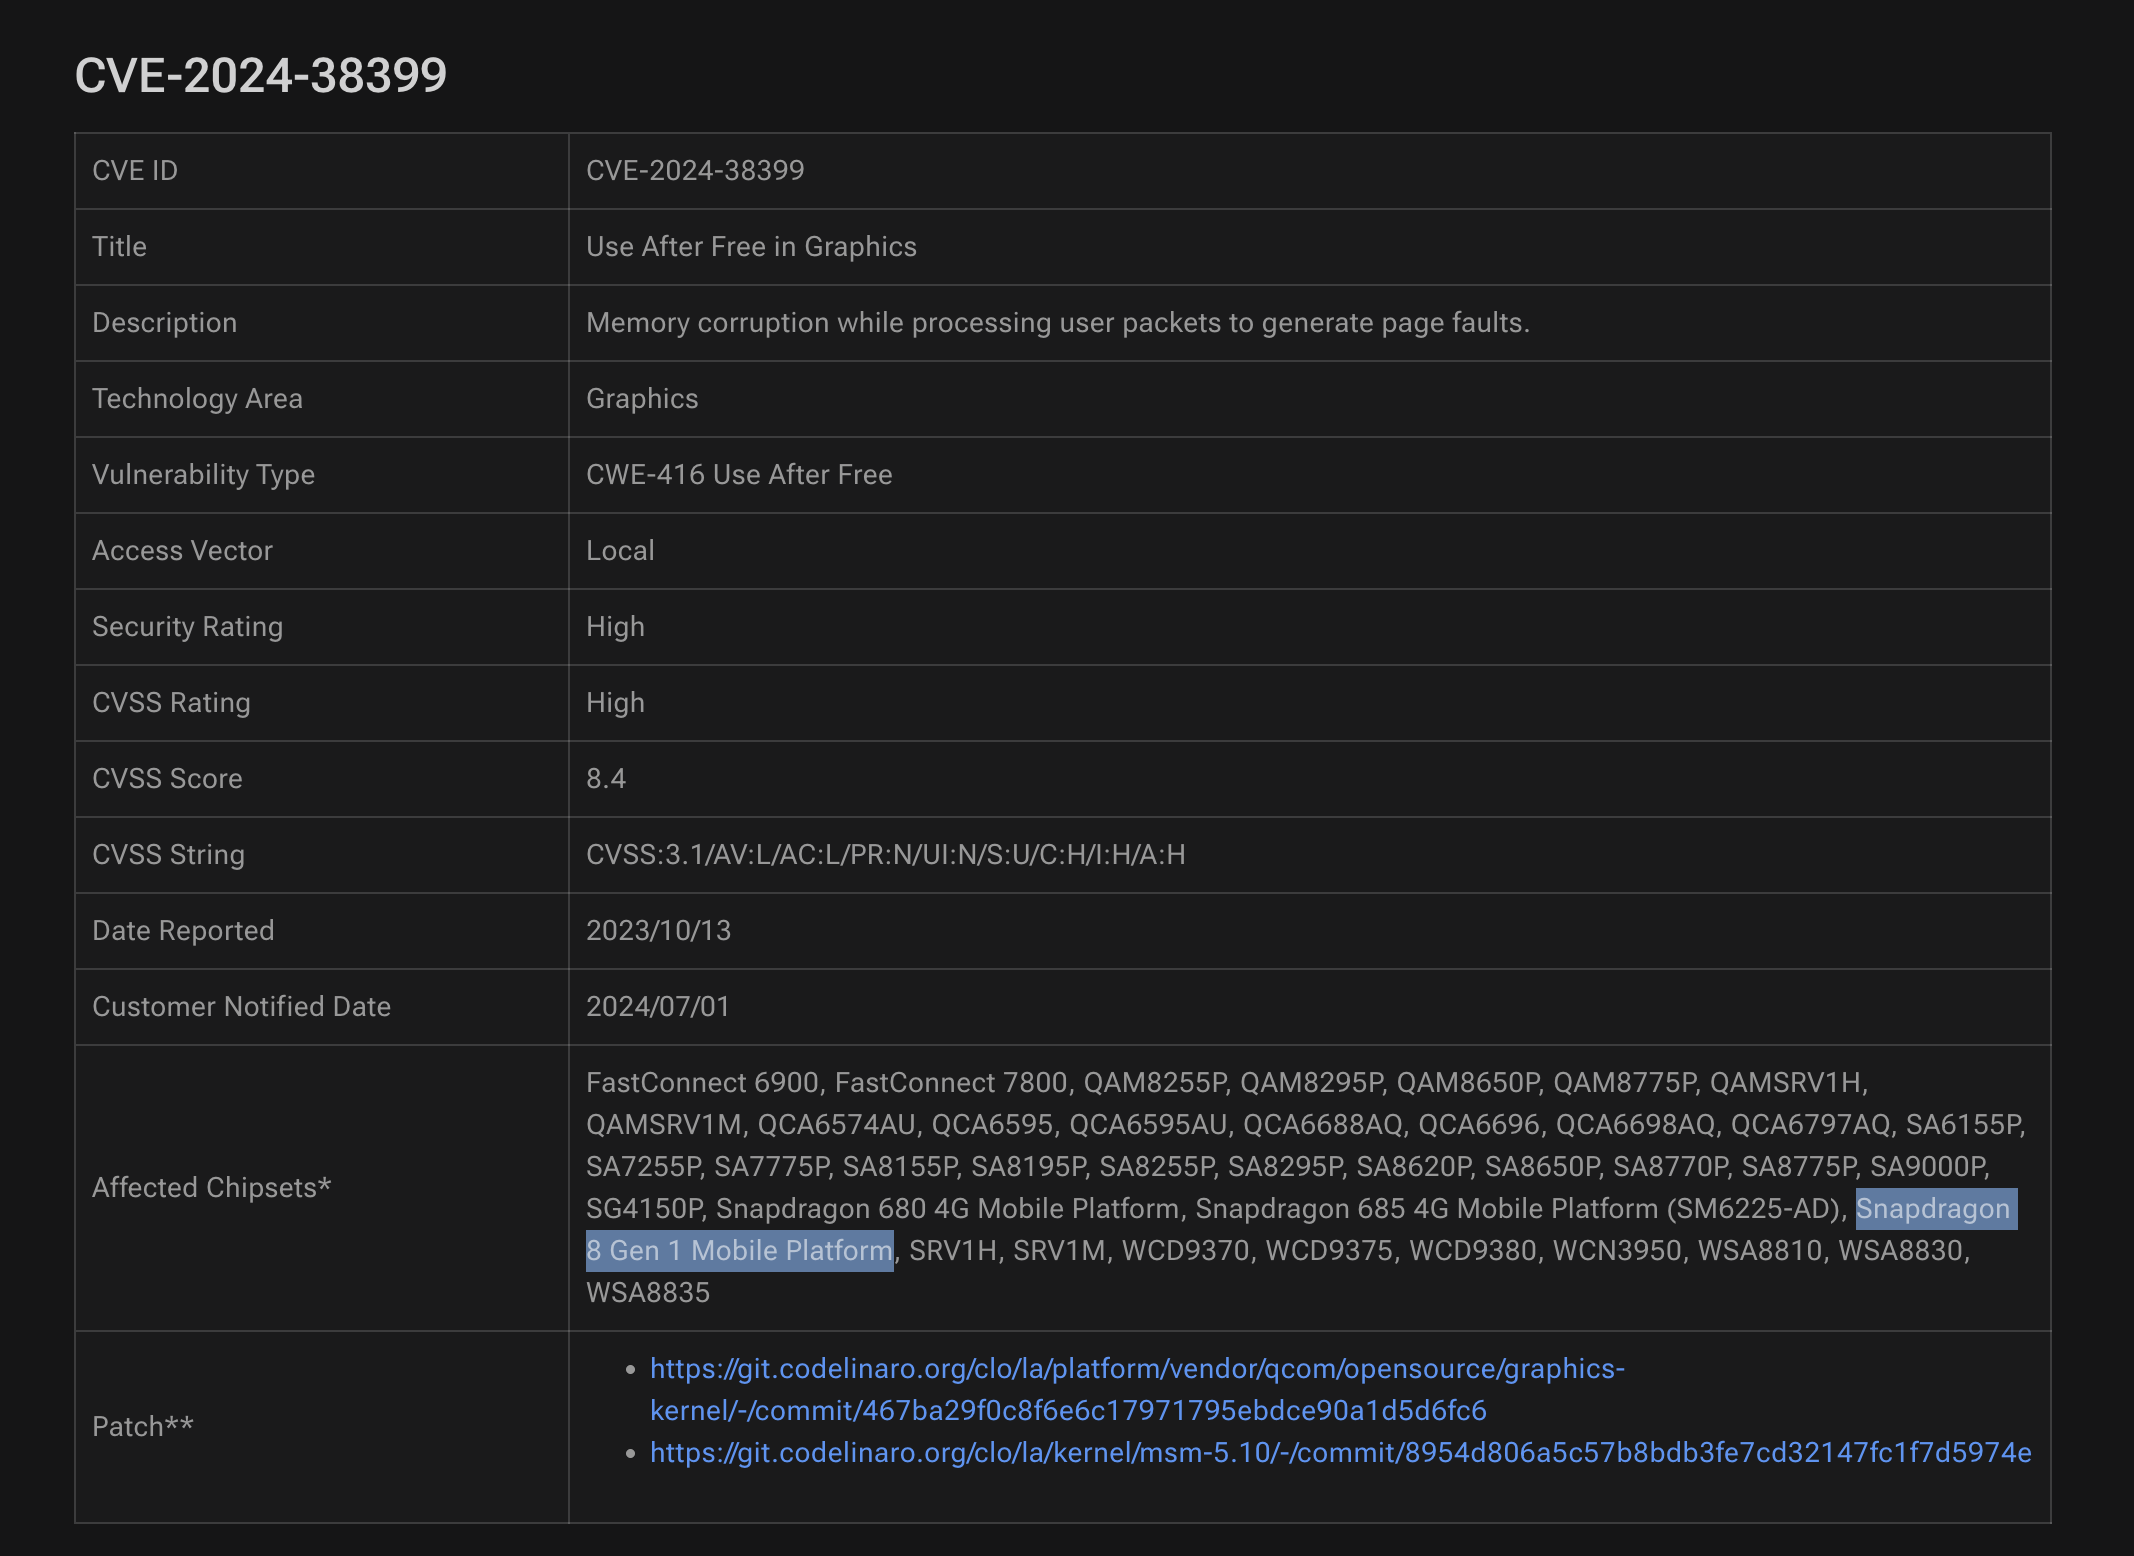 CVE-2024-38399
CVE ID
CVE-2024-38399
Title
Use After Free in Graphics
Description
Memory corruption while processing user packets to generate page faults.
Technology Area
Graphics
Vulnerability Type
CWE-416 Use After Free
Access Vector
Local
Security Rating
High
CVSS Rating
High
CVSS Score
8.4
CVSS String
CVSS:3.1/AV:L/AC:L/PR:N/UI:N/S:U/C:H/I:H/A:H
Date Reported
2023/10/13
Customer Notified Date
2024/07/01
Affected Chipsets*
FastConnect 6900, FastConnect 7800, QAM8255P, QAM8295P, QAM8650P, QAM8775P, QAMSRV1H,
QAMSRV1M, QCA6574AU, QCA6595, QCA6595AU, QCA6688AQ, QCA6696, QCA6698AQ, QCA6797AQ, SA6155P,
SA7255P, SA7775P, SA8155P, SA8195P, SA8255P, SA8295P, SA8620P, SA8650P, SA8770P, SA8775P, SA9000P,
SG4150P, Snapdragon 680 4G Mobile Platform, Snapdragon 685 4G Mobile Platform (SM6225-AD), Snapdragon
8 Gen 1 Mobile Platform, SRV1H, SRV1M, WCD9370, WCD9375, WCD9380, WCN3950, WSA8810, WSA8830,
WSA8835
Patch**
• https://git.codelinaro.org/clo/la/platform/vendor/qcom/opensource/graphics-
kernel/-/commit/467ba29f0c8f6e6c17971795ebdce90a1d5d6fc6
• https://git.codelinaro.org/clo/la/kernel/msm-5.10/-/commit/8954d806a5c57b8bdb3fe7cd32147fc1f7d5974e